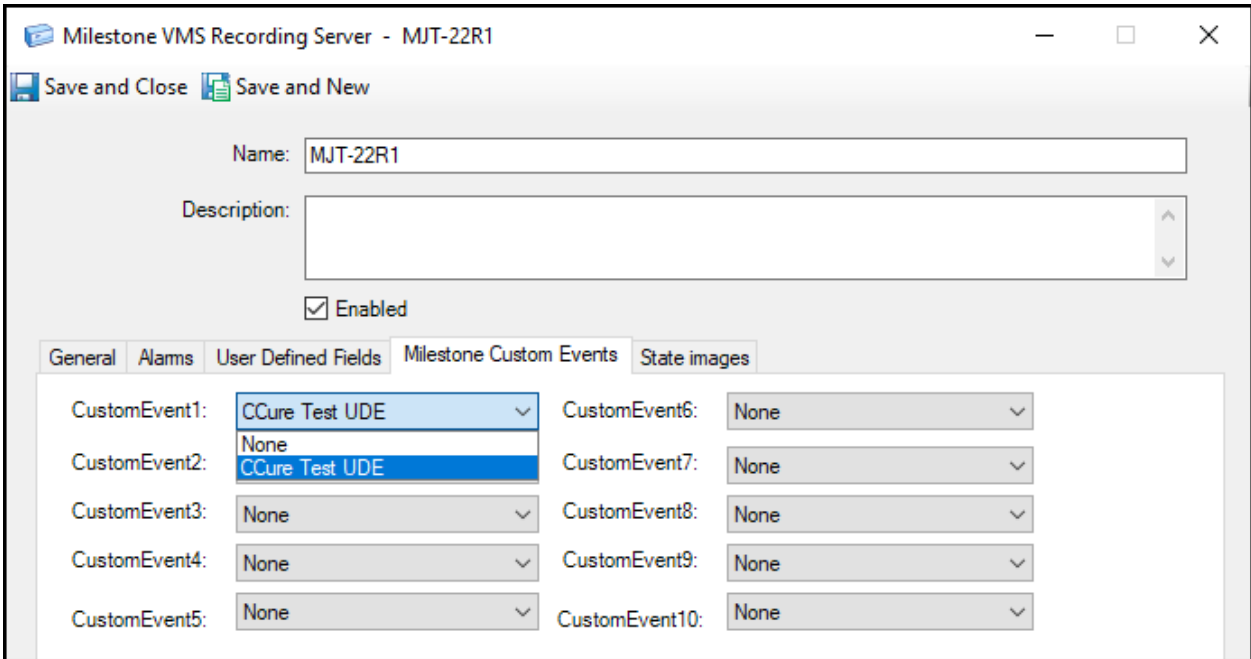 Milestone VMS Recording Server - MJT-22R1
Save and Close Save and New
Name: MJT-22R1
Description:
Enabled
General Alarms User Defined Fields Milestone Custom Events State images
CustomEvent1: CCure Test UDE CustomEvent6: None
None
CustomEvent2: CCure Test UDE CustomEvent7: None
CustomEvent3: None CustomEvent8: None
CustomEvent4: None CustomEvent9: None
CustomEvent5: None CustomEvent10: None